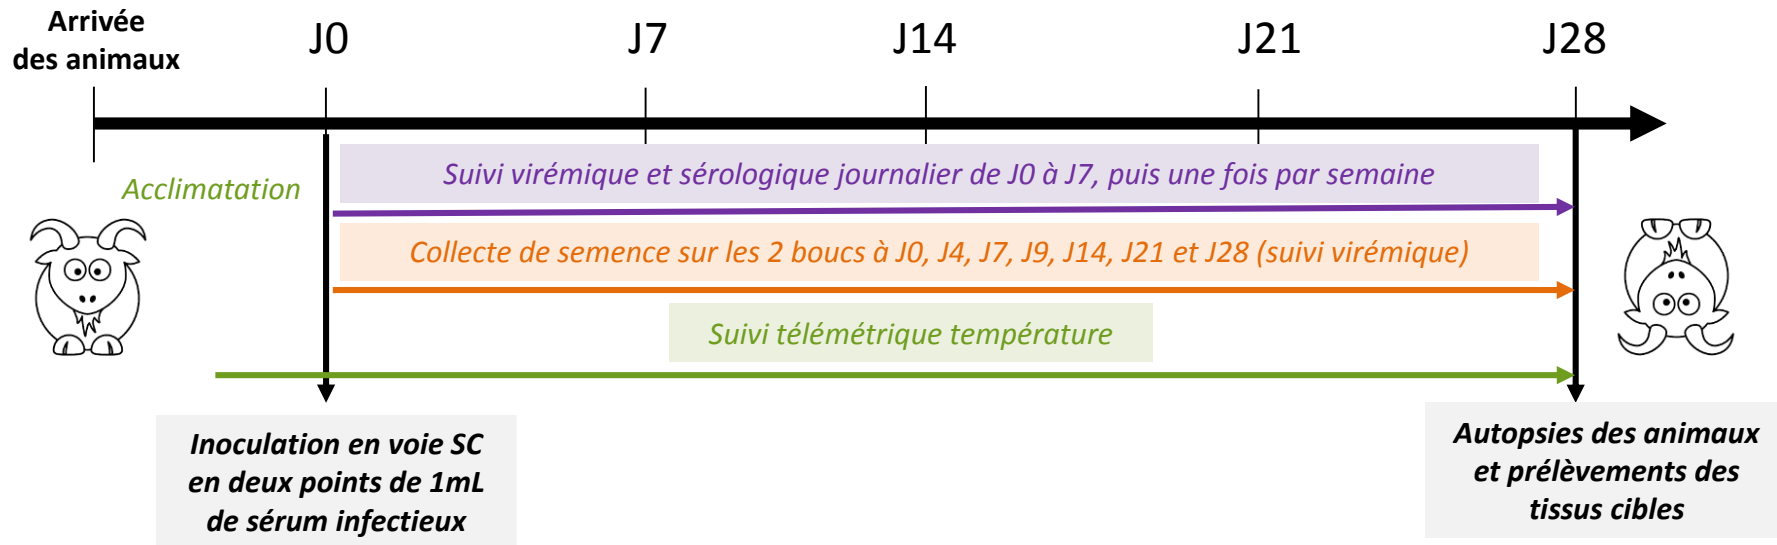 Arrivée
des animaux
J0
J7
J14
J21
J28
Acclimatation
Suivi virémique et sérologique journalier de J0 à J7, puis une fois par semaine
Collecte de semence sur les 2 boucs à J0, J4, J7, J9, J14, J21 et J28 (suivi virémique)
Suivi télémétrique température
Inoculation en voie SC
en deux points de 1mL
de sérum infectieux
Autopsies des animaux
et prélèvements des
tissus cibles